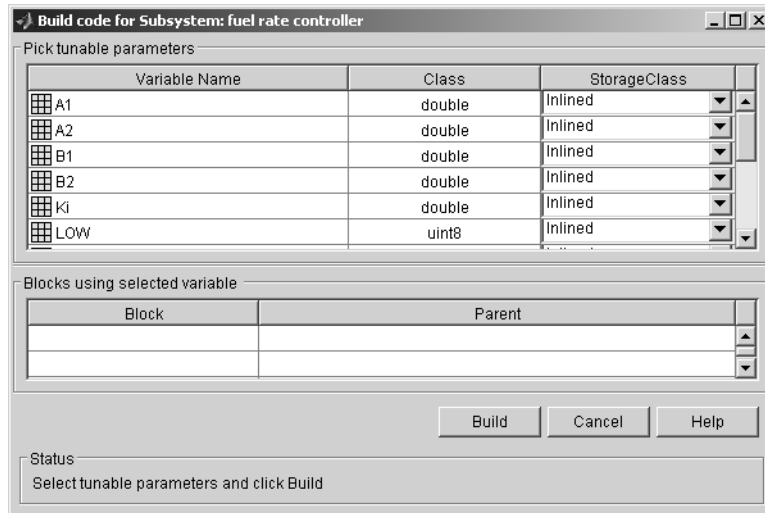 Build code for Subsystem: fuel rate controller
Pick tunable parameters
Variable Name Class StorageClass
A1 double Inlined
A2 double Inlined
B1 double Inlined
B2 double Inlined
Ki double Inlined
LOW uint8 Inlined
Blocks using selected variable
Block Parent
Build Cancel Help
Status
Select tunable parameters and click Build